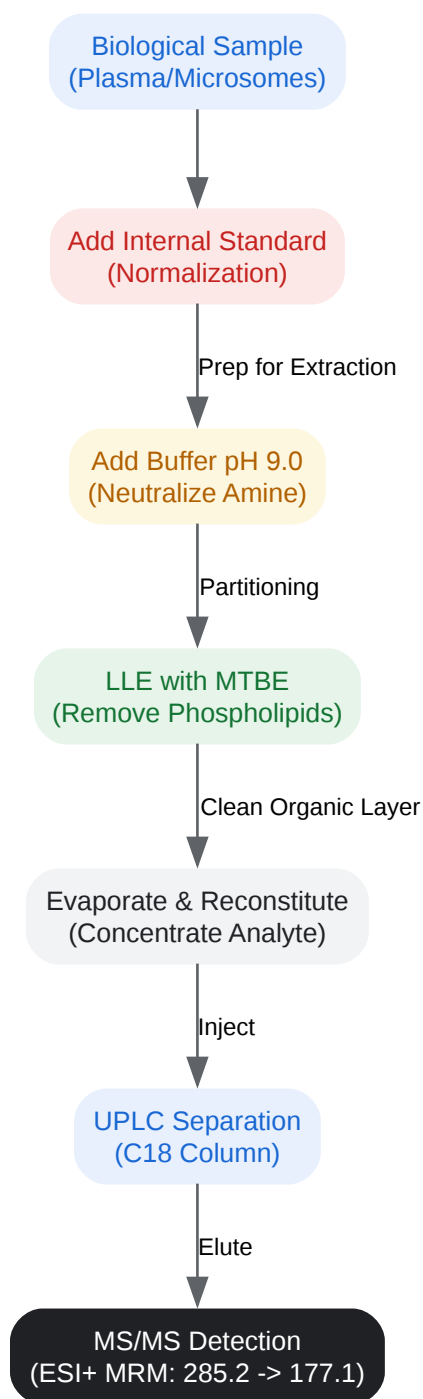 Biological Sample
(Plasma/Microsomes)
Add Internal Standard
(Normalization)
Prep for Extraction
Add Buffer pH 9.0
(Neutralize Amine)
Partitioning
LLE with MTBE
(Remove Phospholipids)
Clean Organic Layer
Evaporate & Reconstitute
(Concentrate Analyte)
Inject
UPLC Separation
(C18 Column)
Elute
MS/MS Detection
(ESI+ MRM: 285.2 -> 177.1)